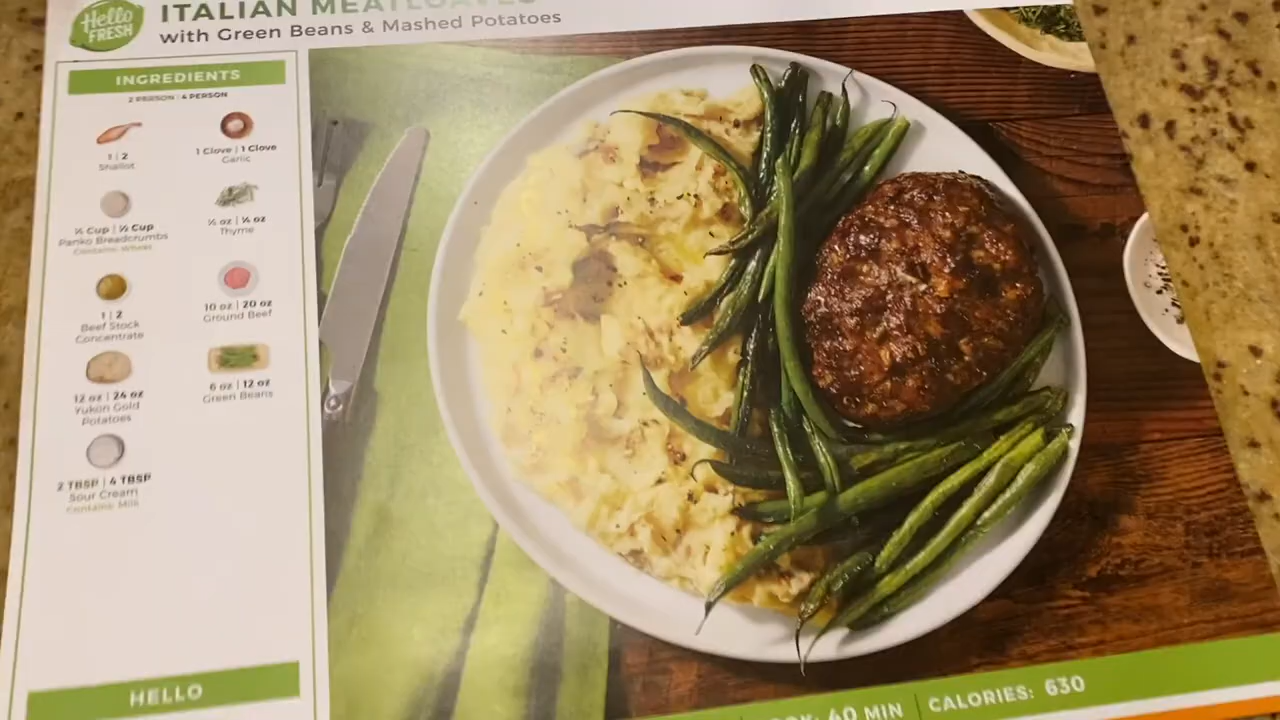 Hello
FRESH
ITALIAN MEATLOAVES
with Green Beans & Mashed Potatoes
INGREDIENTS
2 PERSON | 4 PERSON
1 | 2
Shallot
1 Clove | 1 Clove
Garlic
¼ Cup | ½ Cup
Panko Breadcrumbs
Contains: Wheat
¼ oz | ¼ oz
Thyme
1 | 2
Beef Stock
Concentrate
10 oz | 20 oz
Ground Beef
12 oz | 24 oz
Yukon Gold
Potatoes
6 oz | 12 oz
Green Beans
2 TBSP | 4 TBSP
Sour Cream
Contains: Milk
HELLO
40 MIN
CALORIES: 630